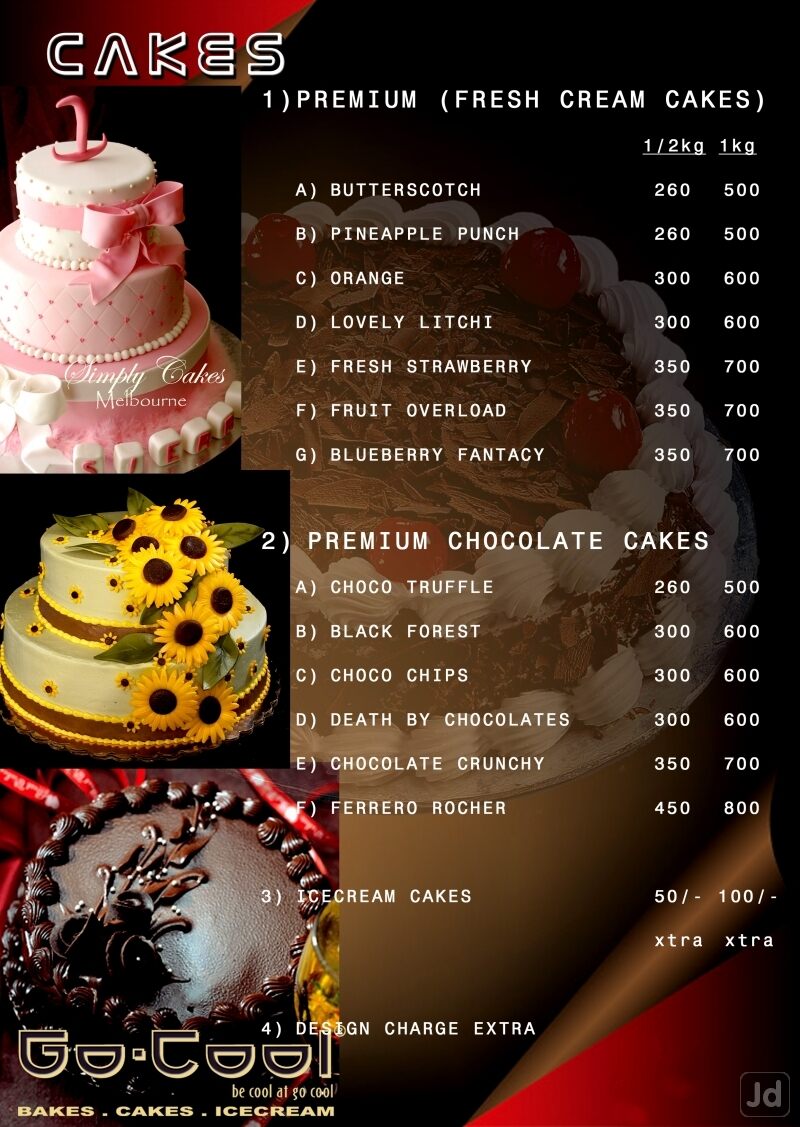 CAKES
1)PREMIUM (FRESH CREAM CAKES)
1/2kg 1kg
A) BUTTERSCOTCH 260 500
B) PINEAPPLE PUNCH 260 500
C) ORANGE 300 600
D) LOVELY LITCHI 300 600
E) FRESH STRAWBERRY 350 700
F) FRUIT OVERLOAD 350 700
G) BLUEBERRY FANTACY 350 700
Simply Cakes
Melbourne
2) PREMIUM CHOCOLATE CAKES
A) CHOCO TRUFFLE 260 500
B) BLACK FOREST 300 600
C) CHOCO CHIPS 300 600
D) DEATH BY CHOCOLATES 300 600
E) CHOCOLATE CRUNCHY 350 700
F) FERRERO ROCHER 450 800
3) ICECREAM CAKES 50/- 100/-
xtra xtra
4) DESIGN CHARGE EXTRA
GO·COOL
be cool at go cool
BAKES . CAKES . ICECREAM
Jd